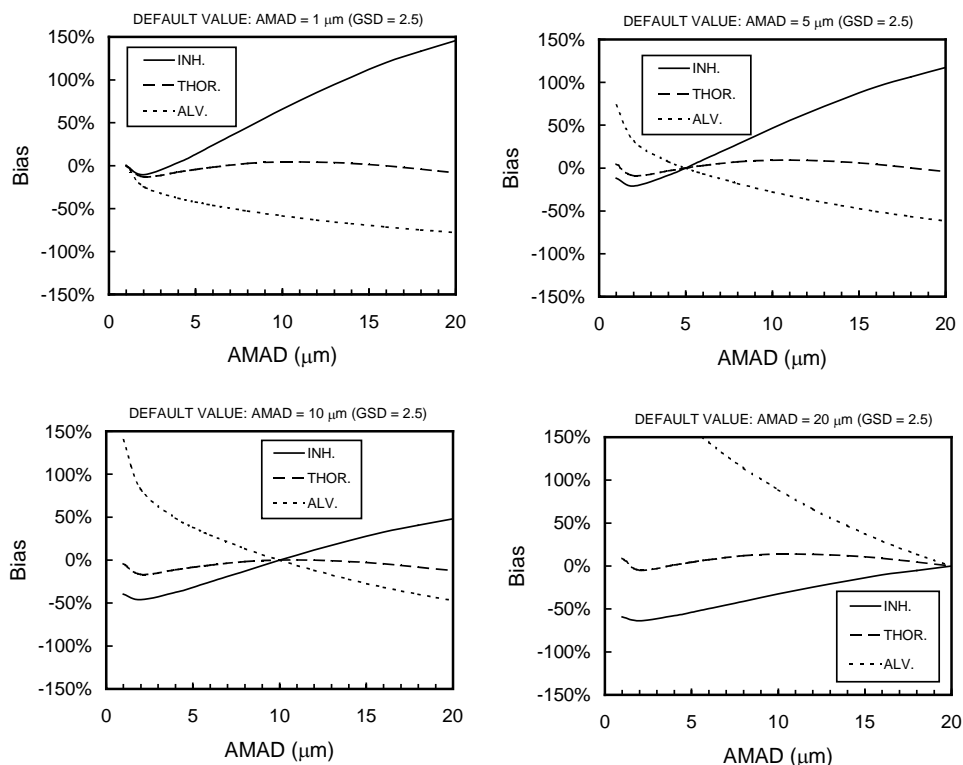 DEFAULT VALUE: AMAD = 1 μm (GSD = 2.5)
150%
100%
50%
0%
-50%
-100%
-150%
Bias
INH.
THOR.
ALV.
0 5 10 15 20
AMAD (μm)
DEFAULT VALUE: AMAD = 5 μm (GSD = 2.5)
150%
100%
50%
0%
-50%
-100%
-150%
Bias
INH.
THOR.
ALV.
0 5 10 15 20
AMAD (μm)
DEFAULT VALUE: AMAD = 10 μm (GSD = 2.5)
150%
100%
50%
0%
-50%
-100%
-150%
Bias
INH.
THOR.
ALV.
0 5 10 15 20
AMAD (μm)
DEFAULT VALUE: AMAD = 20 μm (GSD = 2.5)
150%
100%
50%
0%
-50%
-100%
-150%
Bias
INH.
THOR.
ALV.
0 5 10 15 20
AMAD (μm)